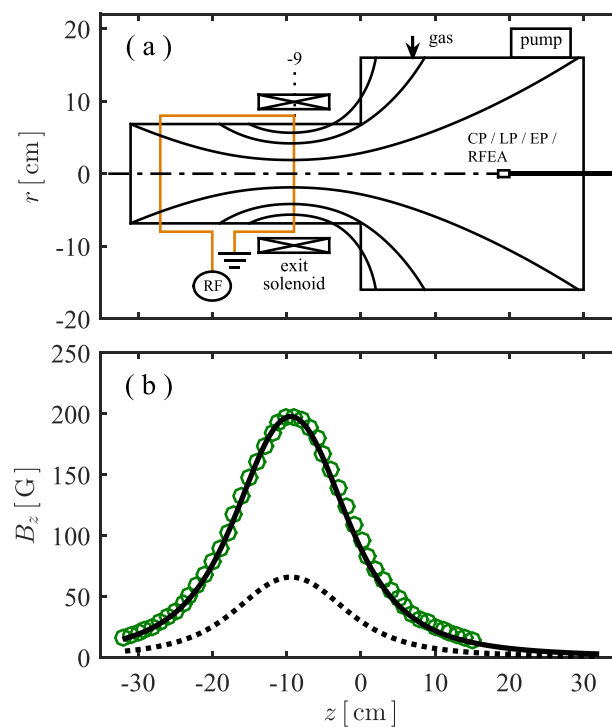 20
10
0
-10
-20
r [cm]
( a )
-9
gas
pump
CP / LP / EP /
RFEA
RF
exit
solenoid
250
200
150
100
50
0
B_z [G]
( b )
-30 -20 -10 0 10 20 30
z [cm]